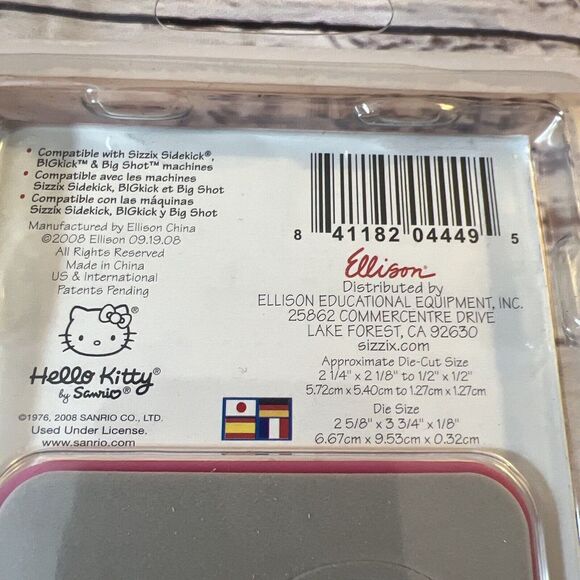 • Compatible with Sizzix Sidekick®,
BIGkick™ & Big Shot™ machines
• Compatible avec les machines
Sizzix Sidekick, BIGkick et Big Shot
• Compatible con las máquinas
Sizzix Sidekick, BIGkick y Big Shot
Manufactured by Ellison China
©2008 Ellison 09.19.08
All Rights Reserved
Made in China
US & International
Patents Pending
Hello Kitty®
by Sanrio
©1976, 2008 SANRIO CO., LTD.
Used Under License.
www.sanrio.com
8 41182 04449 5
Ellison®
Distributed by
ELLISON EDUCATIONAL EQUIPMENT, INC.
25862 COMMERCENTRE DRIVE
LAKE FOREST, CA 92630
sizzix.com
Approximate Die-Cut Size
2 1/4" x 2 1/8" to 1/2" x 1/2"
5.72cm x 5.40cm to 1.27cm x 1.27cm
Die Size
2 5/8" x 3 3/4" x 1/8"
6.67cm x 9.53cm x 0.32cm